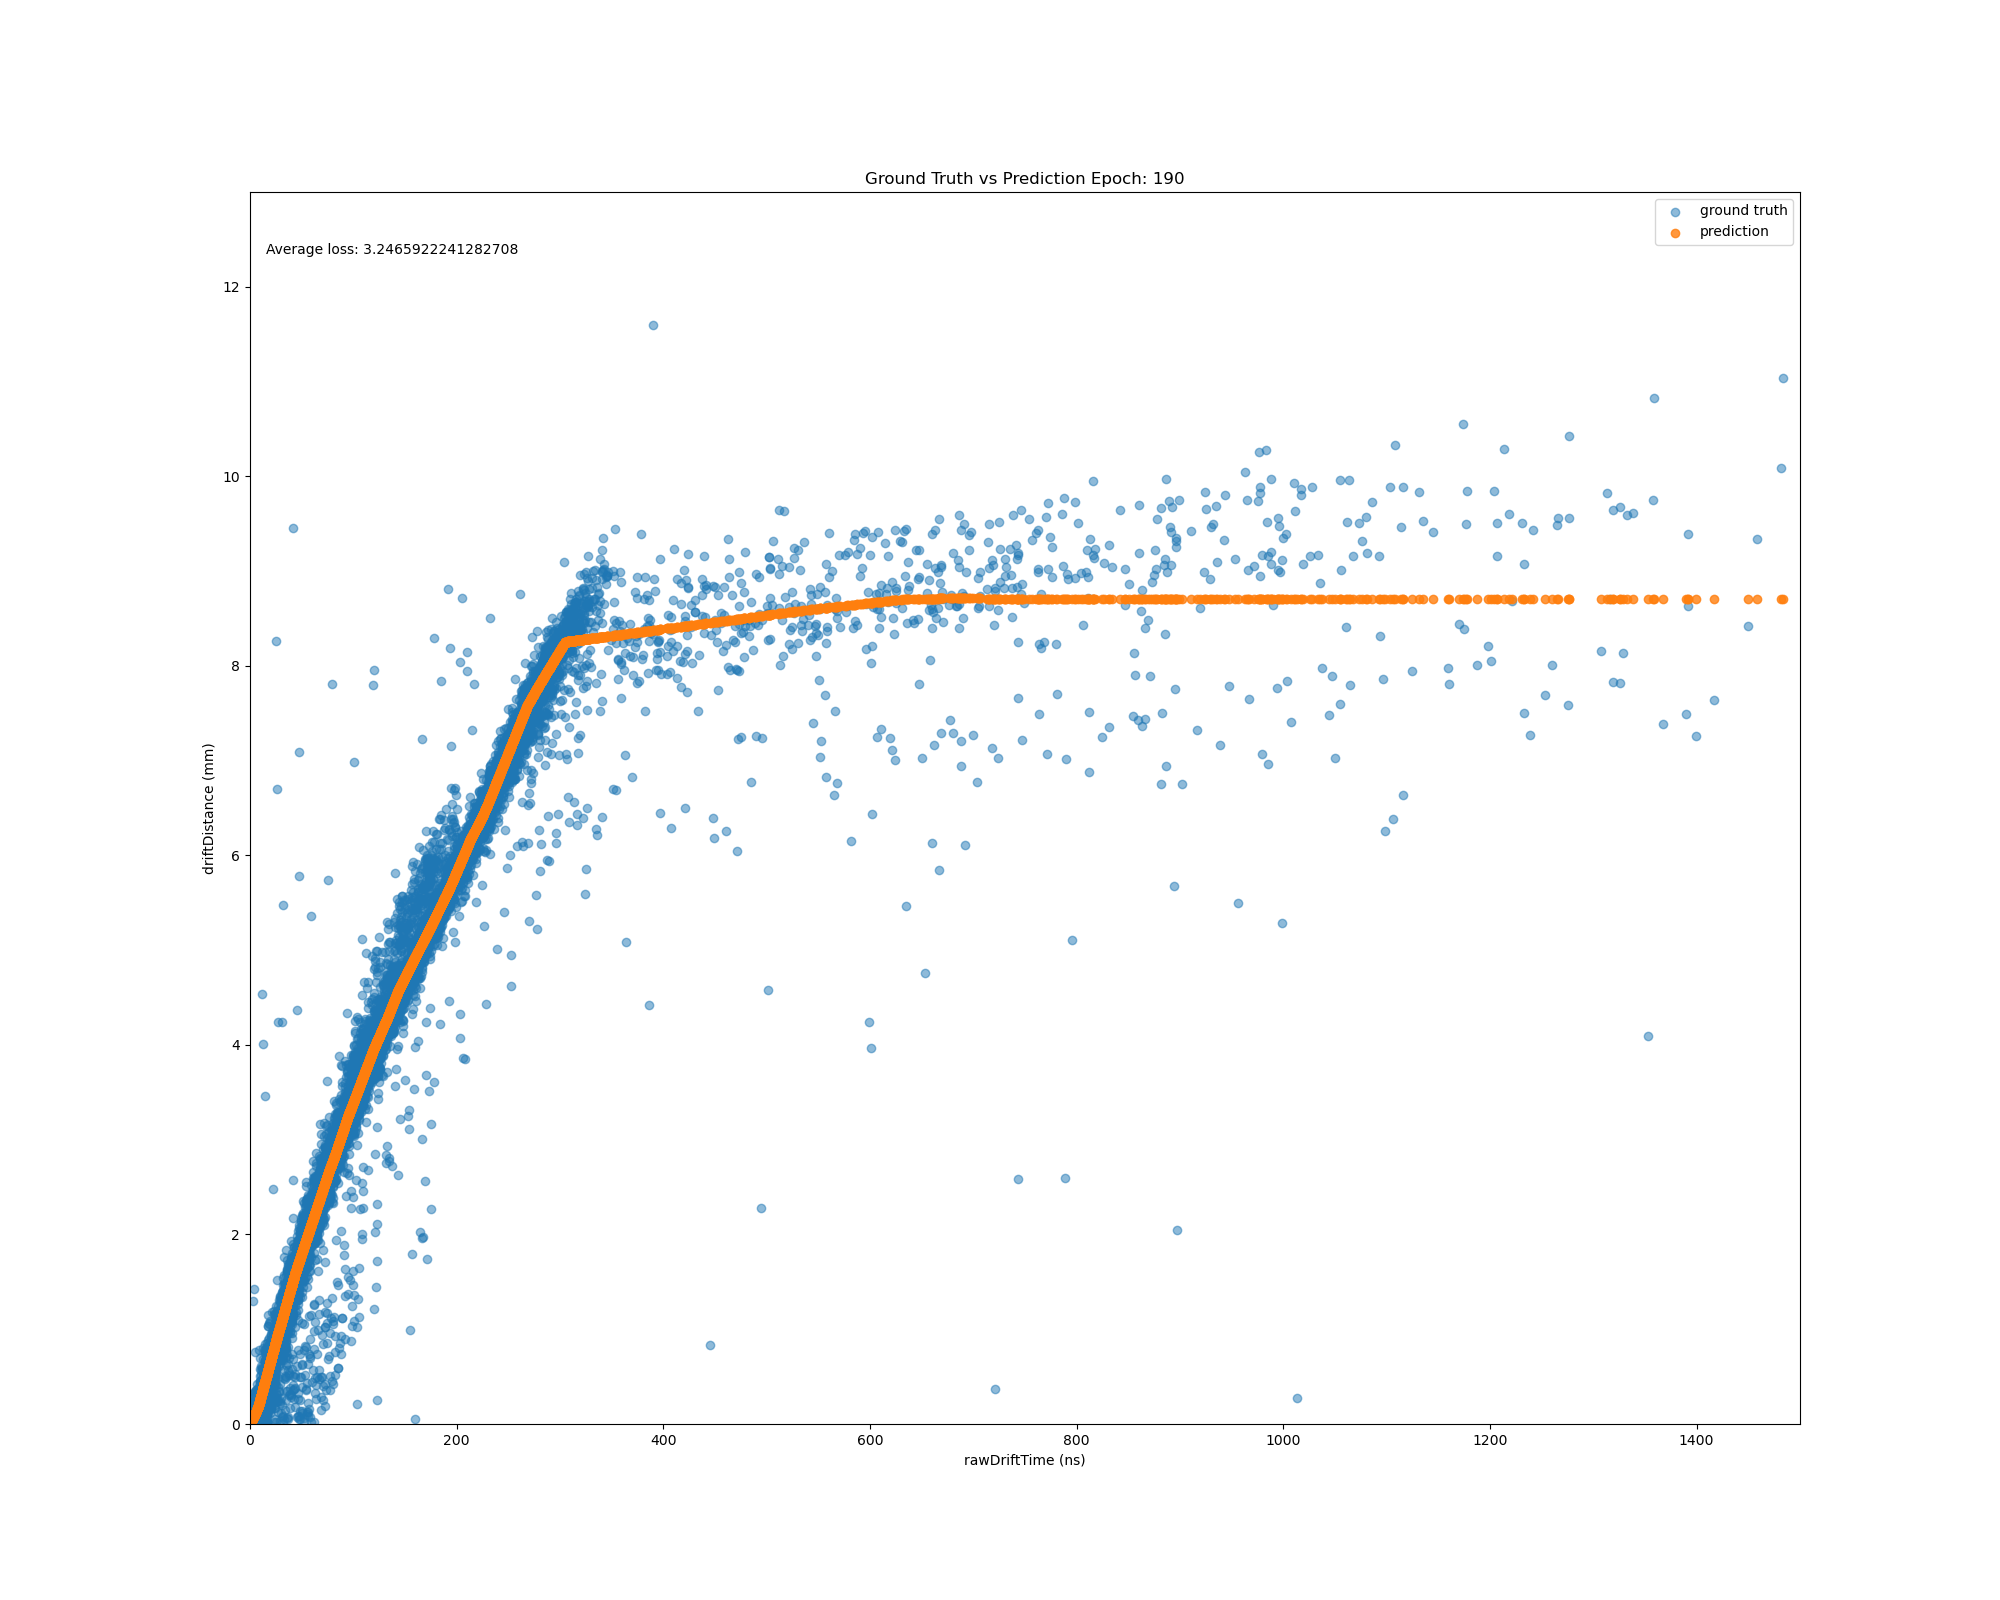 Ground Truth vs Prediction Epoch: 190
ground truth
prediction
Average loss: 3.2465922241282708
12
10
8
6
4
2
0
driftDistance (mm)
0 200 400 600 800 1000 1200 1400
rawDriftTime (ns)